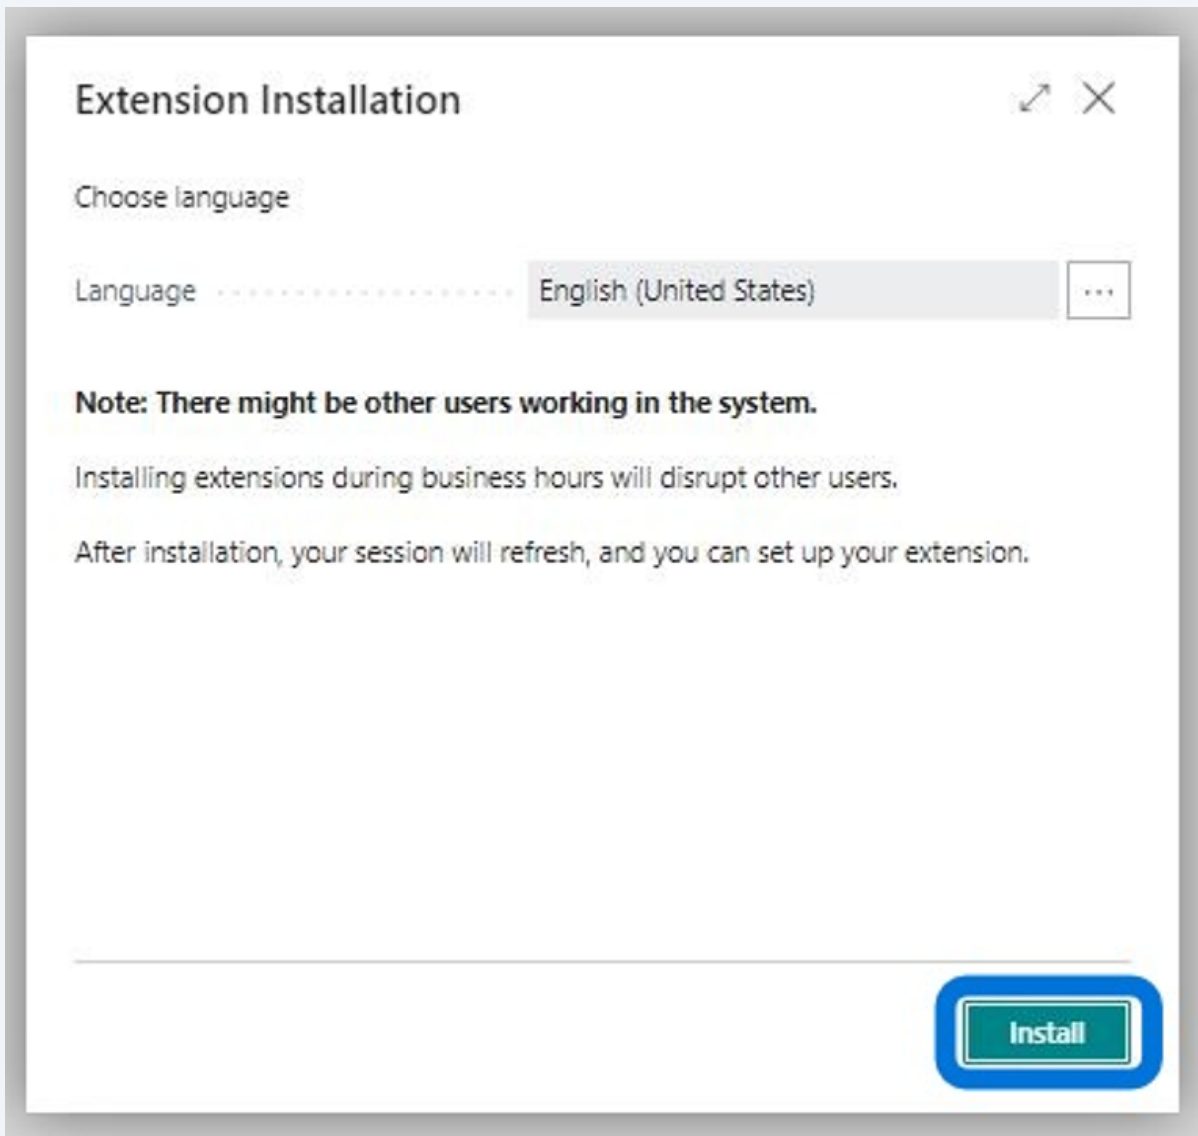 Extension Installation
Choose language
Language
English (United States)
...
Note: There might be other users working in the system.
Installing extensions during business hours will disrupt other users.
After installation, your session will refresh, and you can set up your extension.
Install